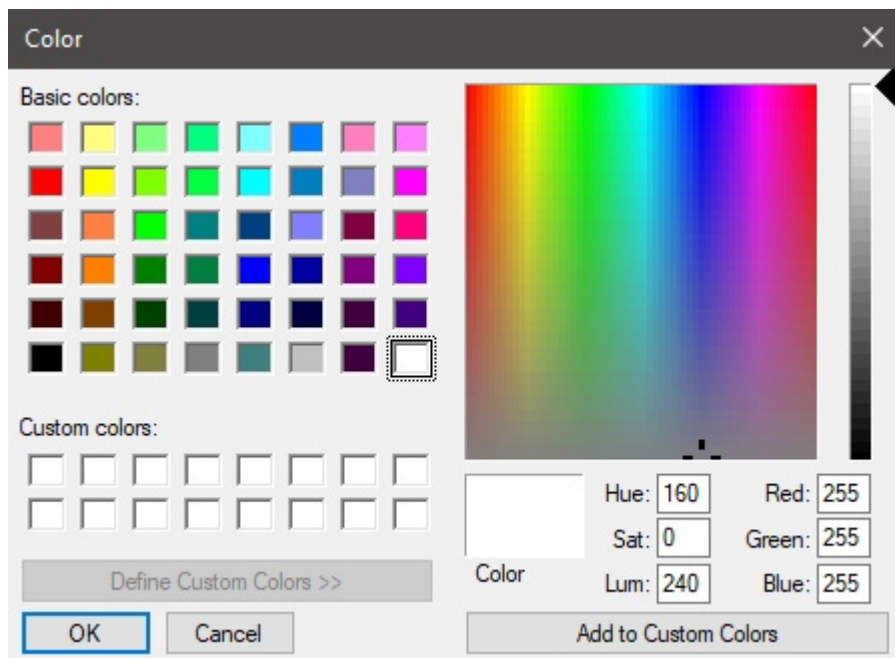 Color
Basic colors:
Custom colors:
Define Custom Colors >>
OK Cancel
Color
Hue: 160 Red: 255
Sat: 0 Green: 255
Lum: 240 Blue: 255
Add to Custom Colors